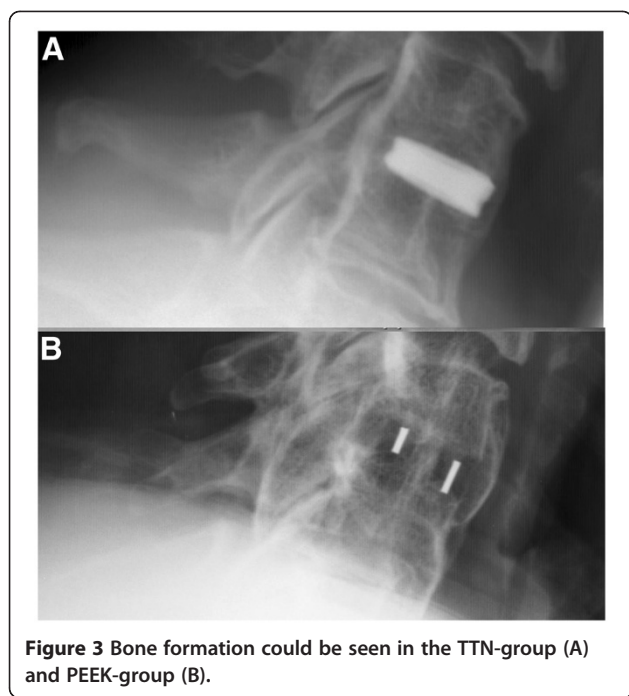 A
B
Figure 3 Bone formation could be seen in the TTN-group (A)
and PEEK-group (B).